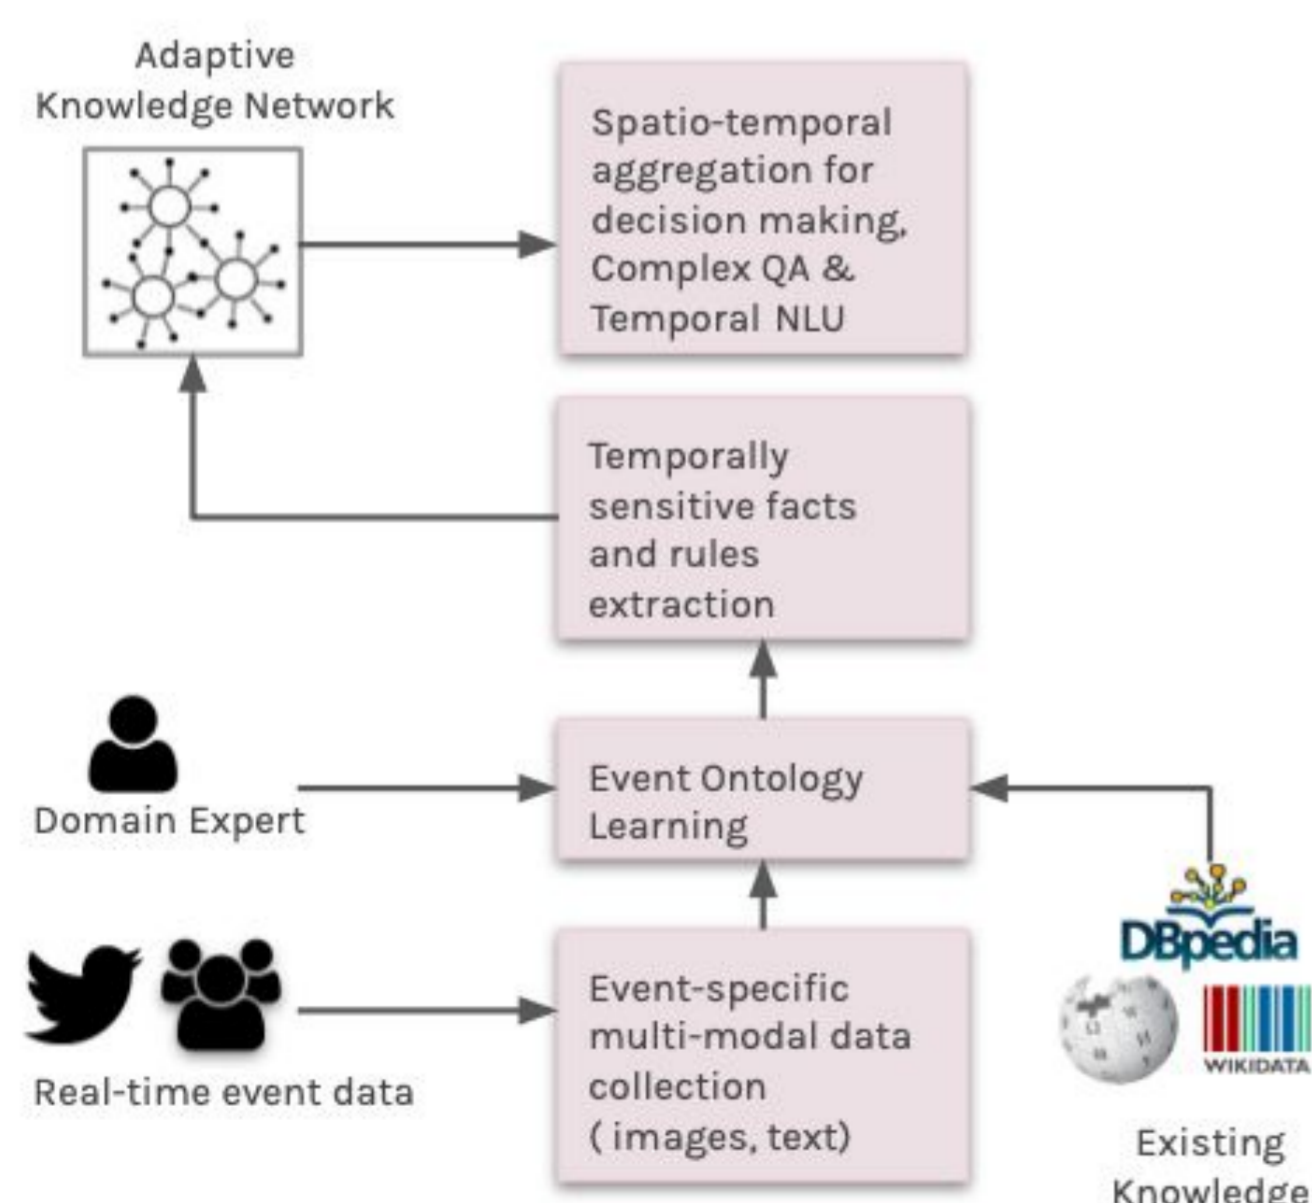 Adaptive
Knowledge Network
Spatio-temporal
aggregation for
decision making,
Complex QA &
Temporal NLU
Temporally
sensitive facts
and rules
extraction
Domain Expert
Event Ontology
Learning
DBpedia
WIKIDATA
Real-time event data
Event-specific
multi-modal data
collection
( images, text)
Existing
Knowledge